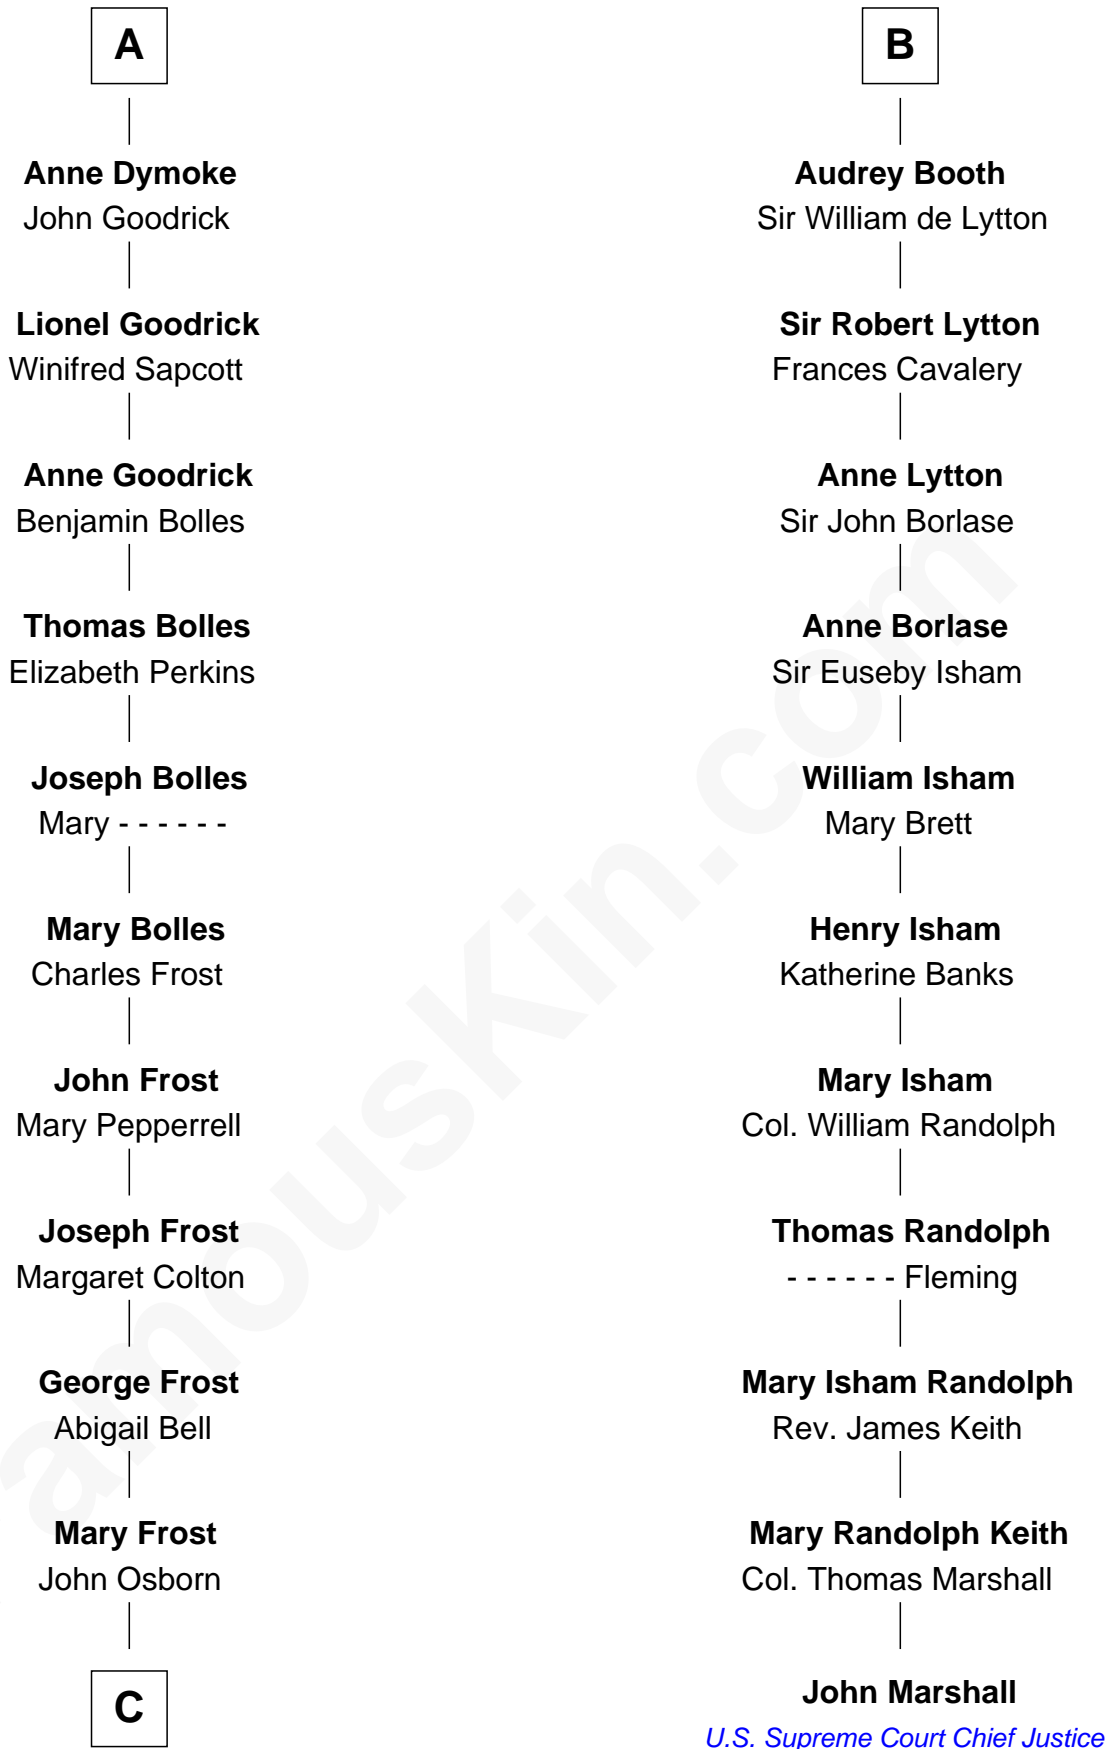 A
Anne Dymoke
John Goodrick
Lionel Goodrick
Winifred Sapcott
Anne Goodrick
Benjamin Bolles
Thomas Bolles
Elizabeth Perkins
Joseph Bolles
Mary - - - - - -
Mary Bolles
Charles Frost
John Frost
Mary Pepperrell
Joseph Frost
Margaret Colton
George Frost
Abigail Bell
Mary Frost
John Osborn
C
B
Audrey Booth
Sir William de Lytton
Sir Robert Lytton
Frances Cavalery
Anne Lytton
Sir John Borlase
Anne Borlase
Sir Euseby Isham
William Isham
Mary Brett
Henry Isham
Katherine Banks
Mary Isham
Col. William Randolph
Thomas Randolph
- - - - - - Fleming
Mary Isham Randolph
Rev. James Keith
Mary Randolph Keith
Col. Thomas Marshall
John Marshall
U.S. Supreme Court Chief Justice
amousKin.com